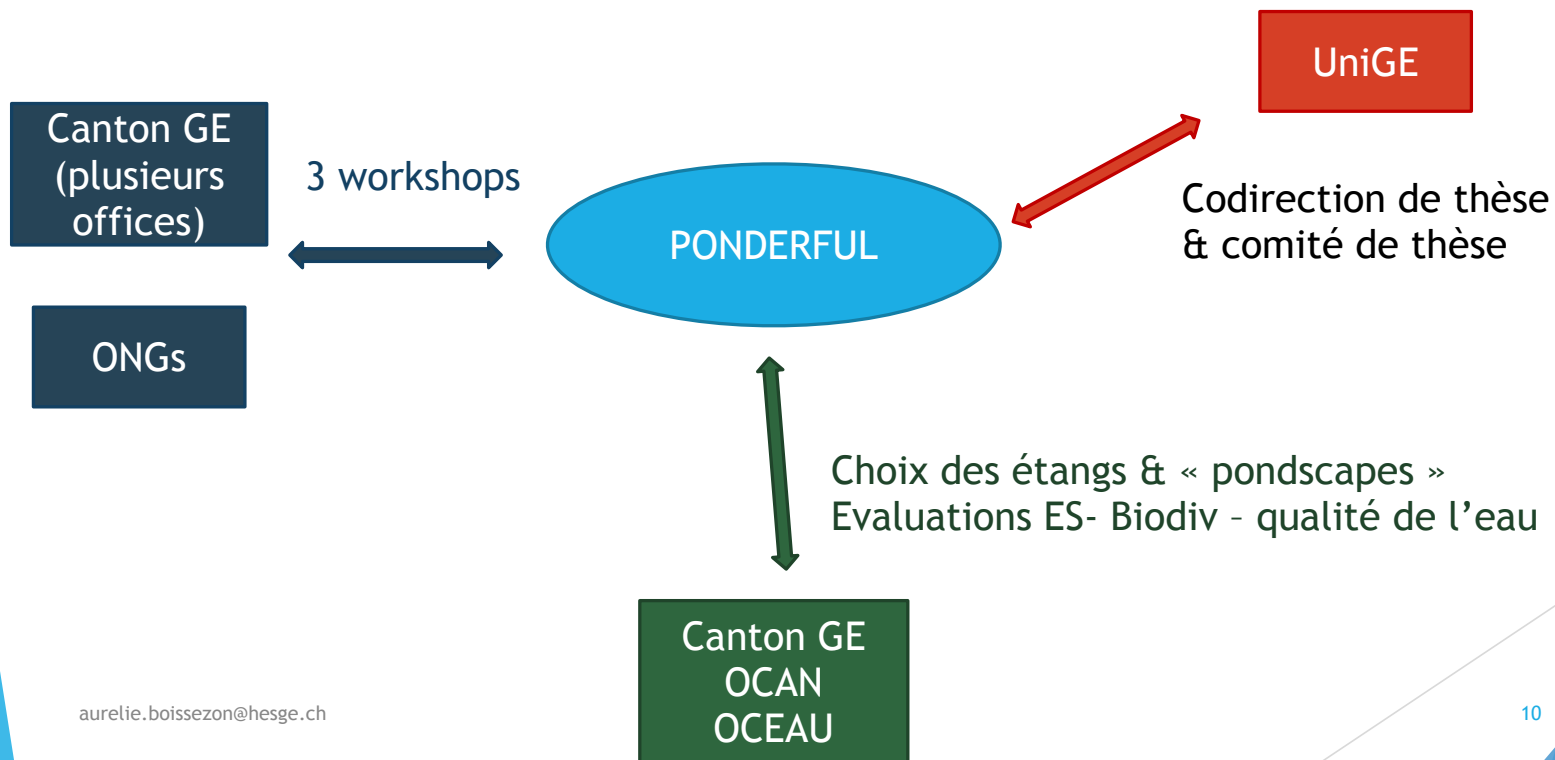 UniGE
Canton GE
(plusieurs
offices)
3 workshops
PONDERFUL
Codirection de thèse
& comité de thèse
ONGs
Choix des étangs & « pondscapes »
Evaluations ES- Biodiv – qualité de l’eau
Canton GE
OCAN
OCEAU
aurelie.boissezon@hesge.ch
10